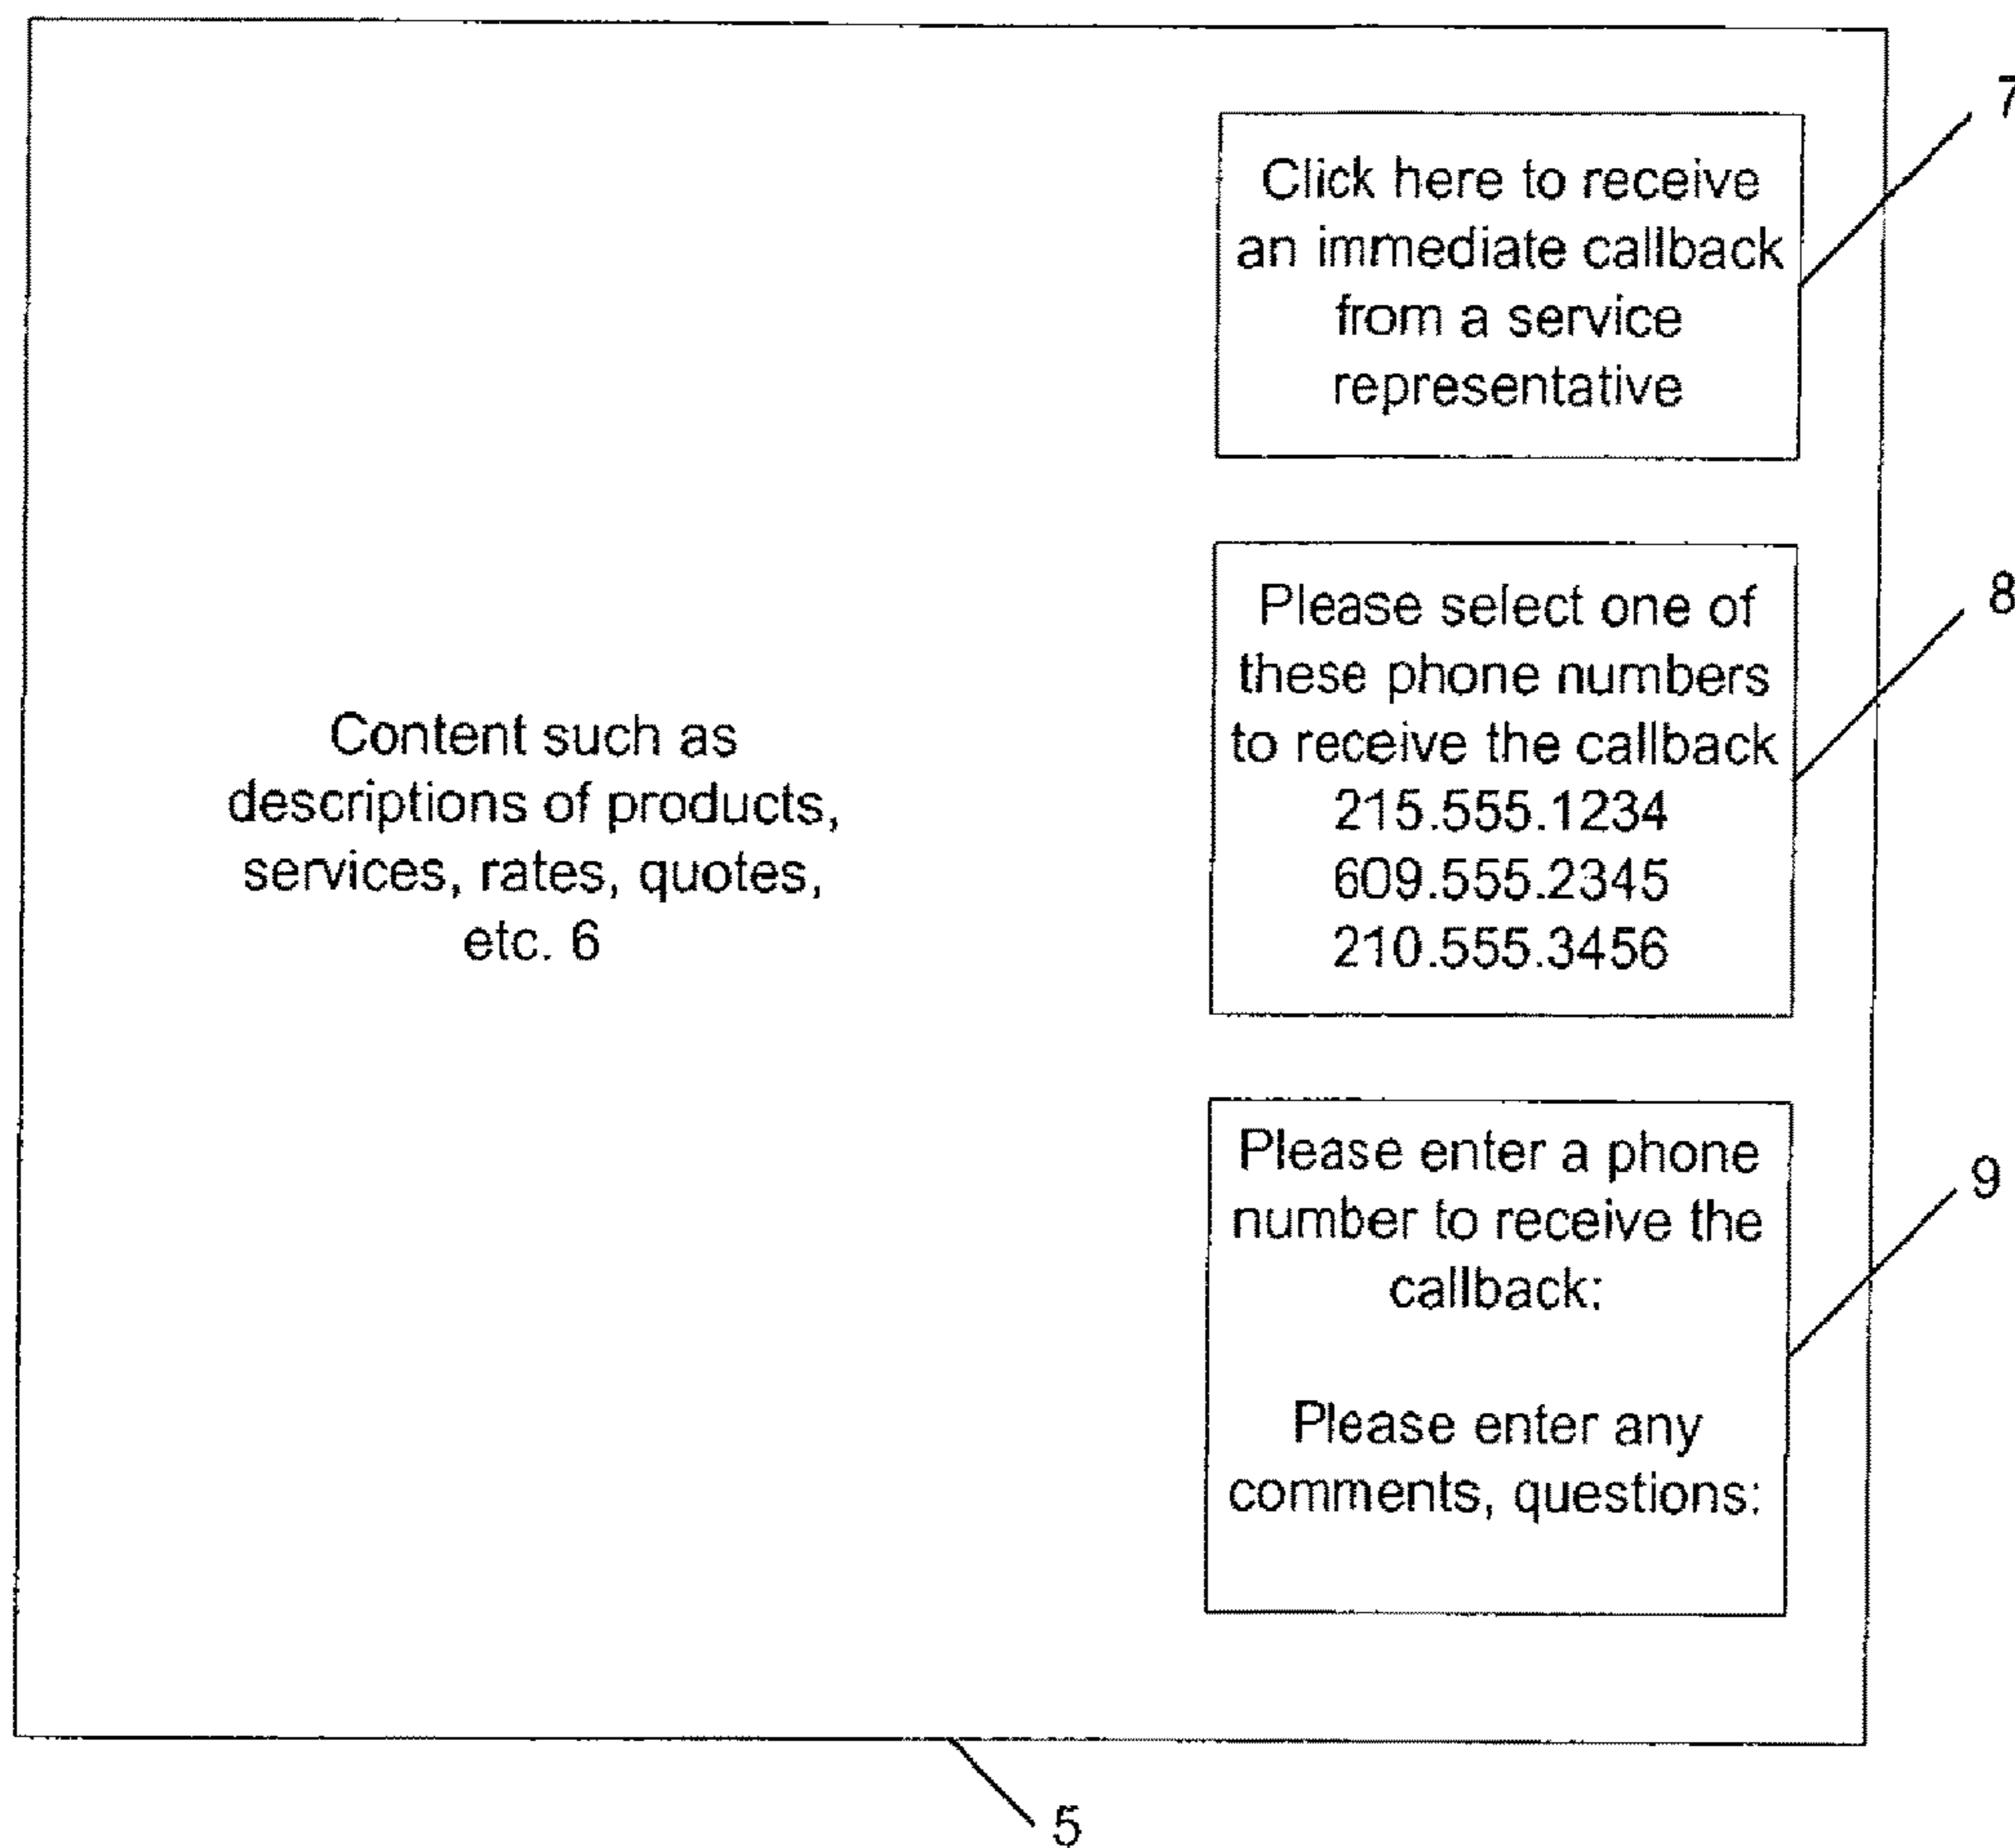 7
Click here to receive
an immediate callback
from a service
representative
8
Please select one of
these phone numbers
to receive the callback
215.555.1234
609.555.2345
210.555.3456
Content such as
descriptions of products,
services, rates, quotes,
etc. 6
9
Please enter a phone
number to receive the
callback:
Please enter any
comments, questions:
5